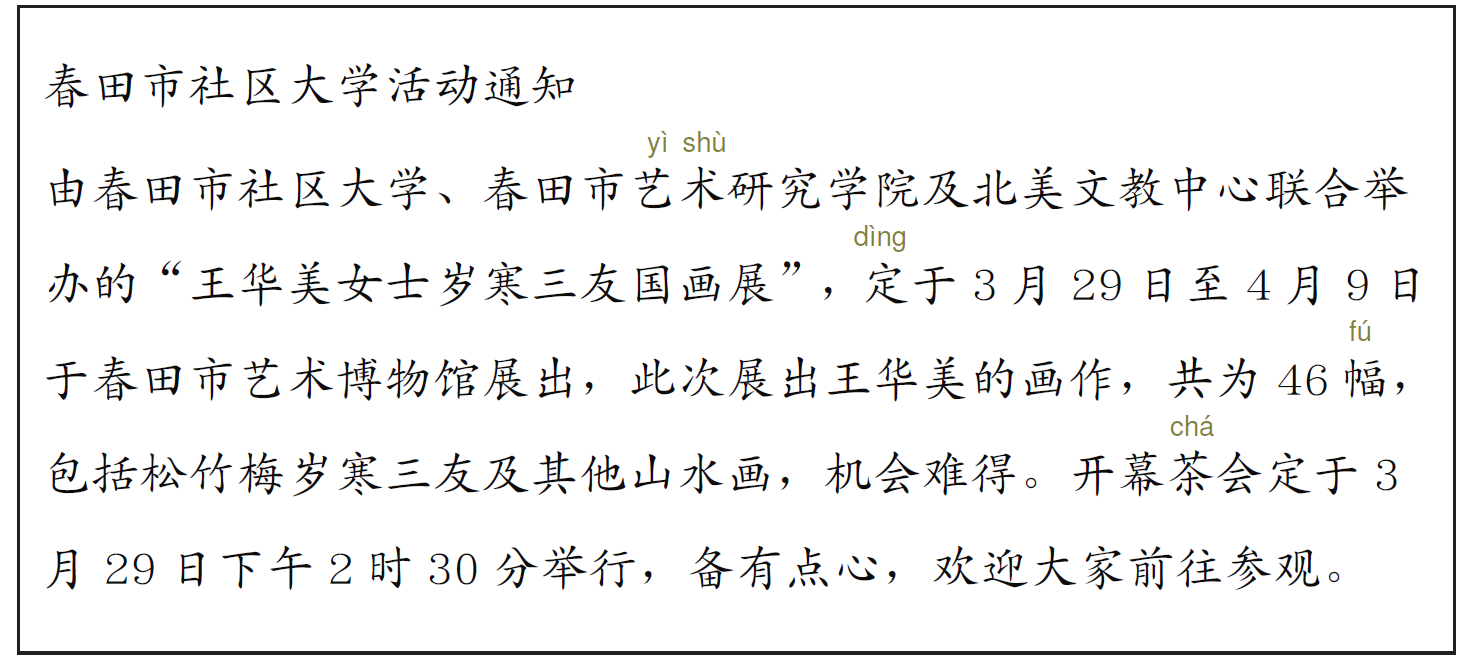 春田市社区大学活动通知
yì shù
由春田市社区大学、春田市艺术研究学院及北美文教中心联合举
dìng
办的“王华美女士岁寒三友国画展”，定于 3 月 29 日至 4 月 9 日
fú
于春田市艺术博物馆展出，此次展出王华美的画作，共为 46 幅，
chá
包括松竹梅岁寒三友及其他山水画，机会难得。开幕茶会定于 3
月 29 日下午 2 时 30 分举行，备有点心，欢迎大家前往参观。